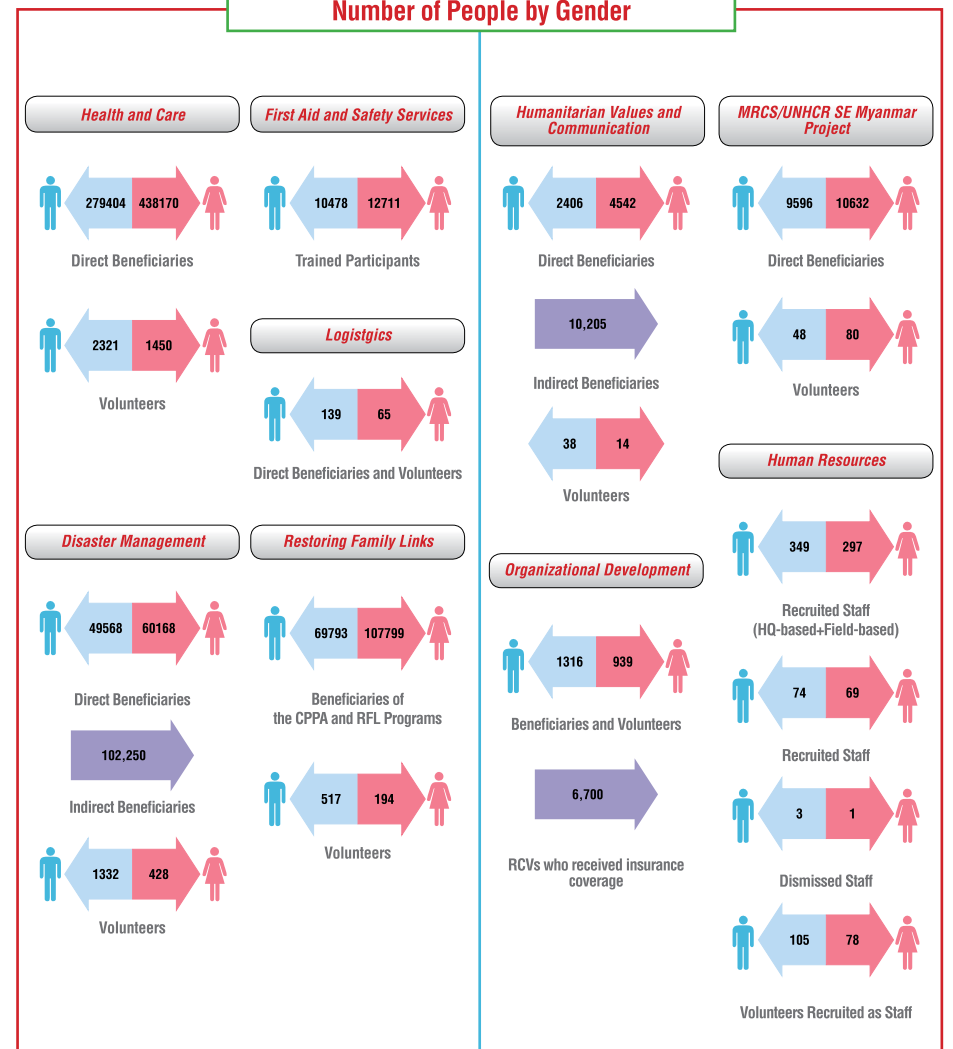 Number of People by Gender
Health and Care
279404 438170
Direct Beneficiaries
2321 1450
Volunteers
First Aid and Safety Services
10478 12711
Trained Participants
Logistgics
139 65
Direct Beneficiaries and Volunteers
Disaster Management
49568 60168
Direct Beneficiaries
102,250
Indirect Beneficiaries
1332 428
Volunteers
Restoring Family Links
69793 107799
Beneficiaries of
the CPPA and RFL Programs
517 194
Volunteers
Humanitarian Values and
Communication
2406 4542
Direct Beneficiaries
10,205
Indirect Beneficiaries
38 14
Volunteers
Organizational Development
1316 939
Beneficiaries and Volunteers
6,700
RCVs who received insurance
coverage
MRCS/UNHCR SE Myanmar
Project
9596 10632
Direct Beneficiaries
48 80
Volunteers
Human Resources
349 297
Recruited Staff
(HQ-based+Field-based)
74 69
Recruited Staff
3 1
Dismissed Staff
105 78
Volunteers Recruited as Staff